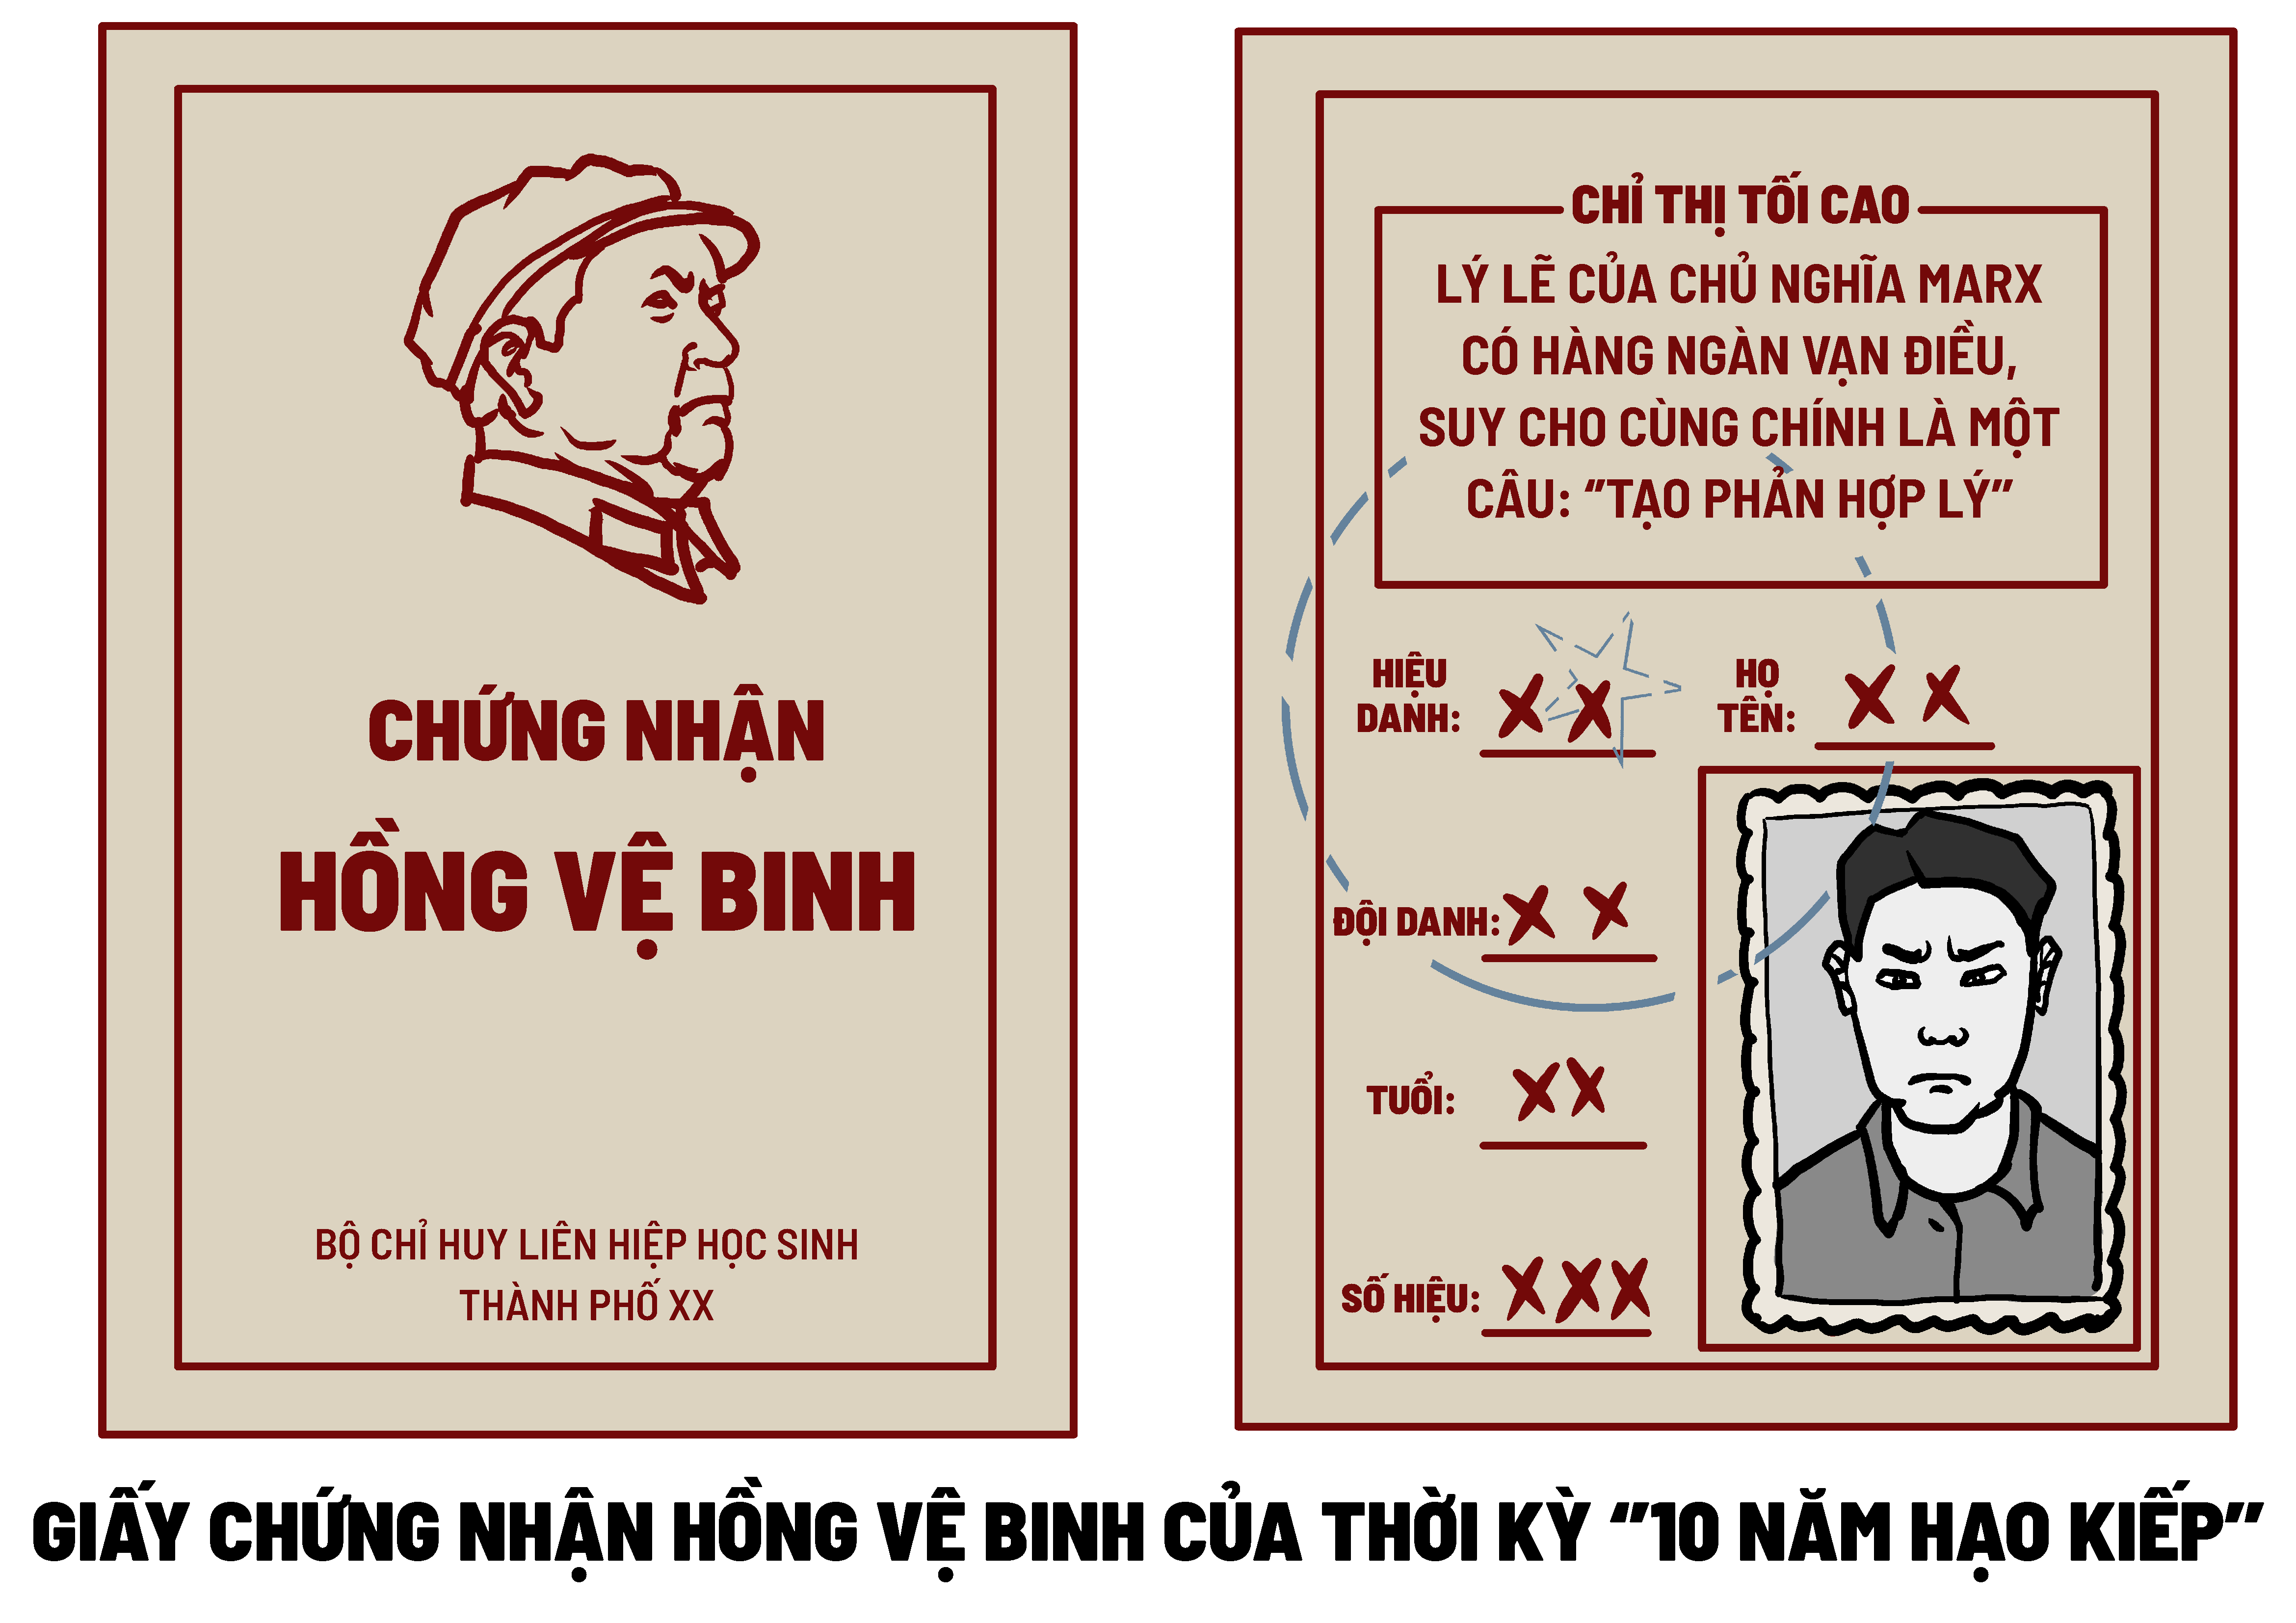 CHỨNG NHẬN
HỒNG VỆ BINH
BỘ CHỈ HUY LIÊN HIỆP HỌC SINH
THÀNH PHỐ XX
CHỈ THỊ TỐI CAO
LÝ LẼ CỦA CHỦ NGHĨA MARX
CÓ HÀNG NGÀN VẠN ĐIỀU,
SUY CHO CÙNG CHÍNH LÀ MỘT
CÂU: “TẠO PHẢN HỢP LÝ”
HIỆU
DANH: X X
HỌ
TÊN: X X
ĐỘI DANH: X X
TUỔI: XX
SỐ HIỆU: XXX
GIẤY CHỨNG NHẬN HỒNG VỆ BINH CỦA THỜI KỲ “10 NĂM HẠO KIẾP”